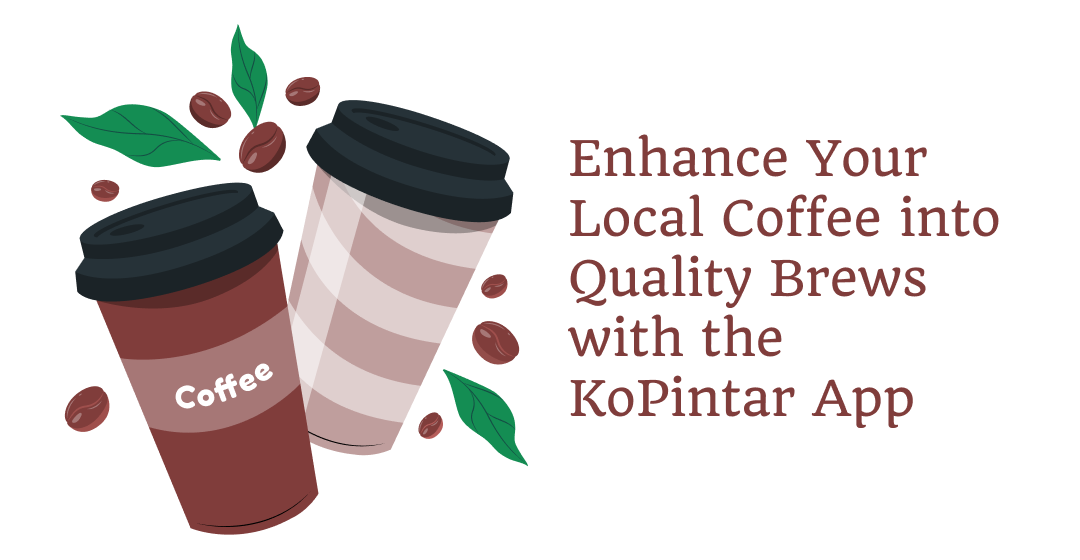 Enhance Your
Local Coffee into
Quality Brews
with the
KoPintar App
Coffee